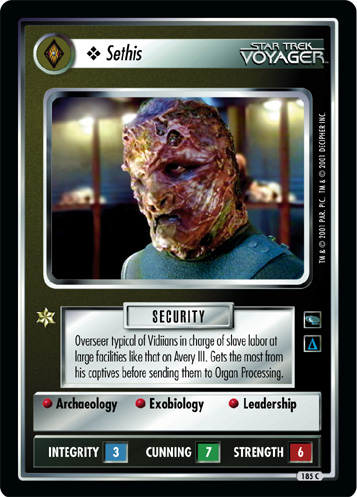 ❖ Sethis
STAR TREK
VOYAGER™
TM & © 2001 PAR. PIC. TM & © 2001 DECIPHER INC.
SECURITY
Overseer typical of Vidiians in charge of slave labor at
large facilities like that on Avery III. Gets the most from
his captives before sending them to Organ Processing.
Δ
Archaeology Exobiology Leadership
INTEGRITY 3 CUNNING 7 STRENGTH 6
185 C